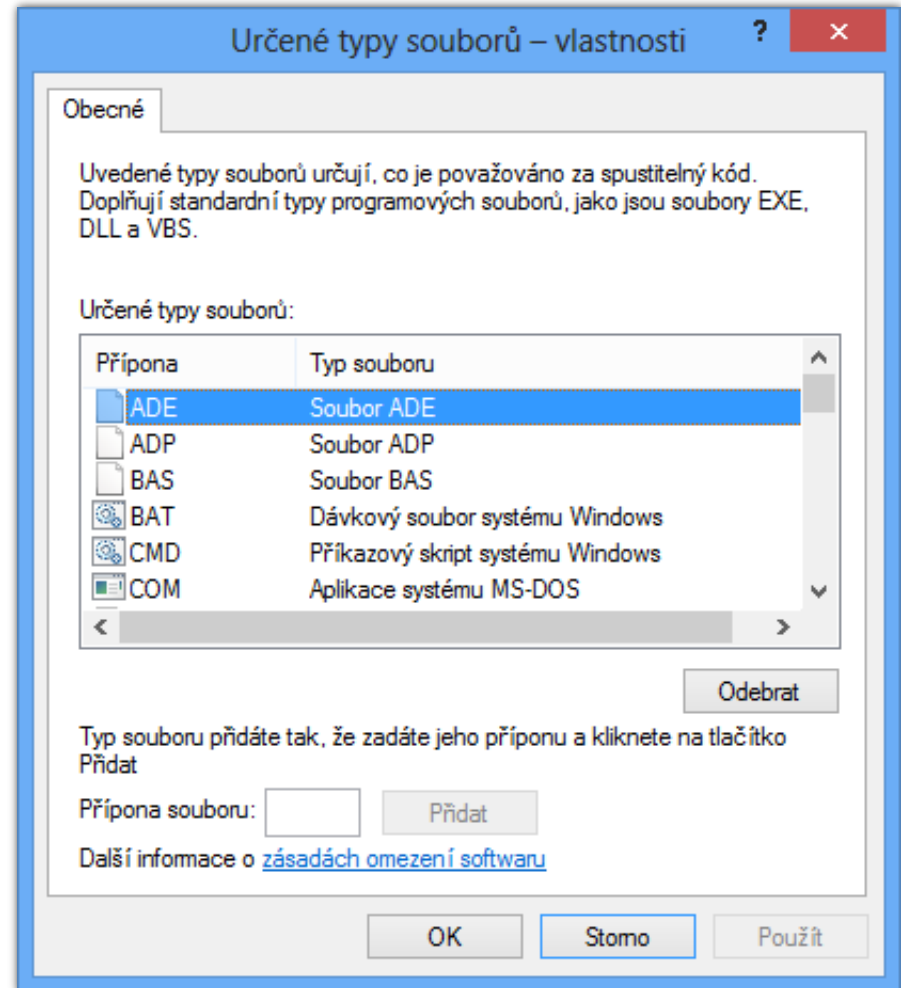 Určené typy souborů – vlastnosti
?
×
Obecné
Uvedené typy souborů určují, co je považováno za spustitelný kód.
Doplňují standardní typy programových souborů, jako jsou soubory EXE,
DLL a VBS.
Určené typy souborů:
Přípona Typ souboru
ADE Soubor ADE
ADP Soubor ADP
BAS Soubor BAS
BAT Dávkový soubor systému Windows
CMD Příkazový skript systému Windows
COM Aplikace systému MS-DOS
Odebrat
Typ souboru přidáte tak, že zadáte jeho příponu a kliknete na tlačítko
Přidat
Přípona souboru: Přidat
Další informace o zásadách omezení softwaru
OK Storno Použít